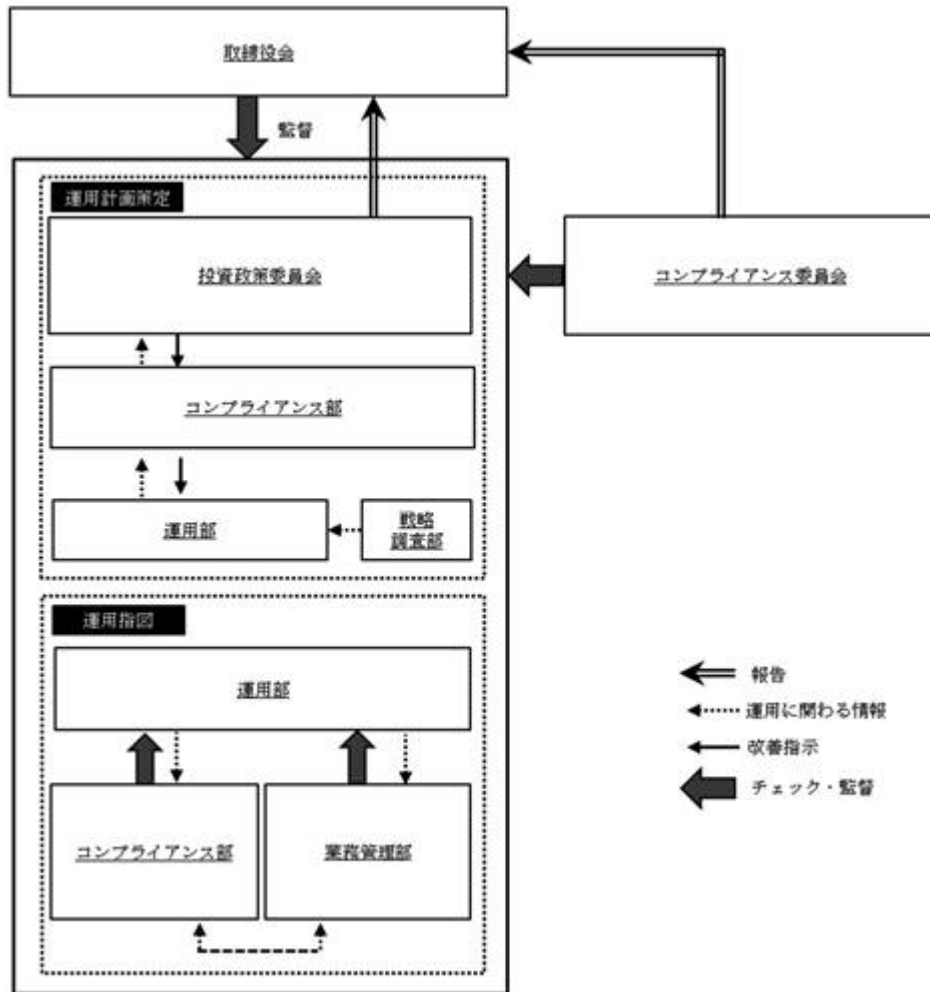 取締役会
監督
運用計画策定
投資政策委員会
コンプライアンス委員会
コンプライアンス部
運用部
戦略
調査部
運用指図
運用部
報告
運用に関わる情報
改善指示
チェック・監督
コンプライアンス部
業務管理部